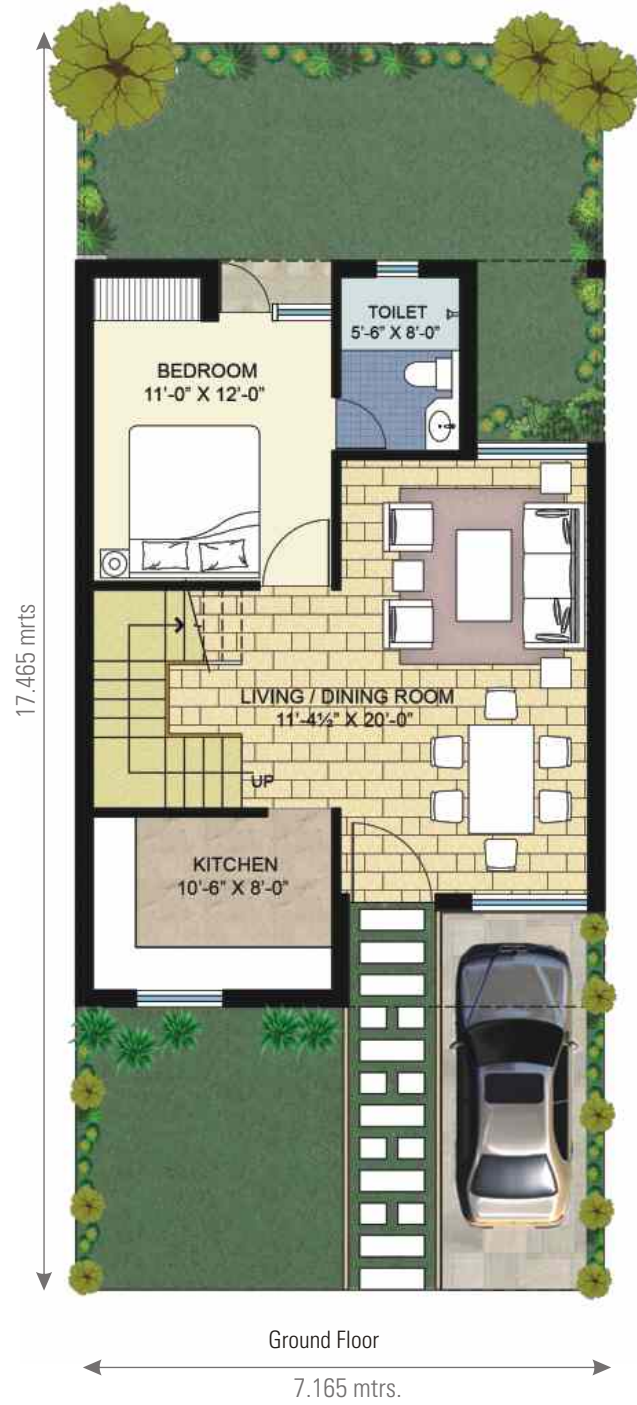 TOILET
5'-6" X 8'-0"
BEDROOM
11'-0" X 12'-0"
17.465 mrts
LIVING / DINING ROOM
11'-4½" X 20'-0"
UP
KITCHEN
10'-6" X 8'-0"
Ground Floor
7.165 mtrs.